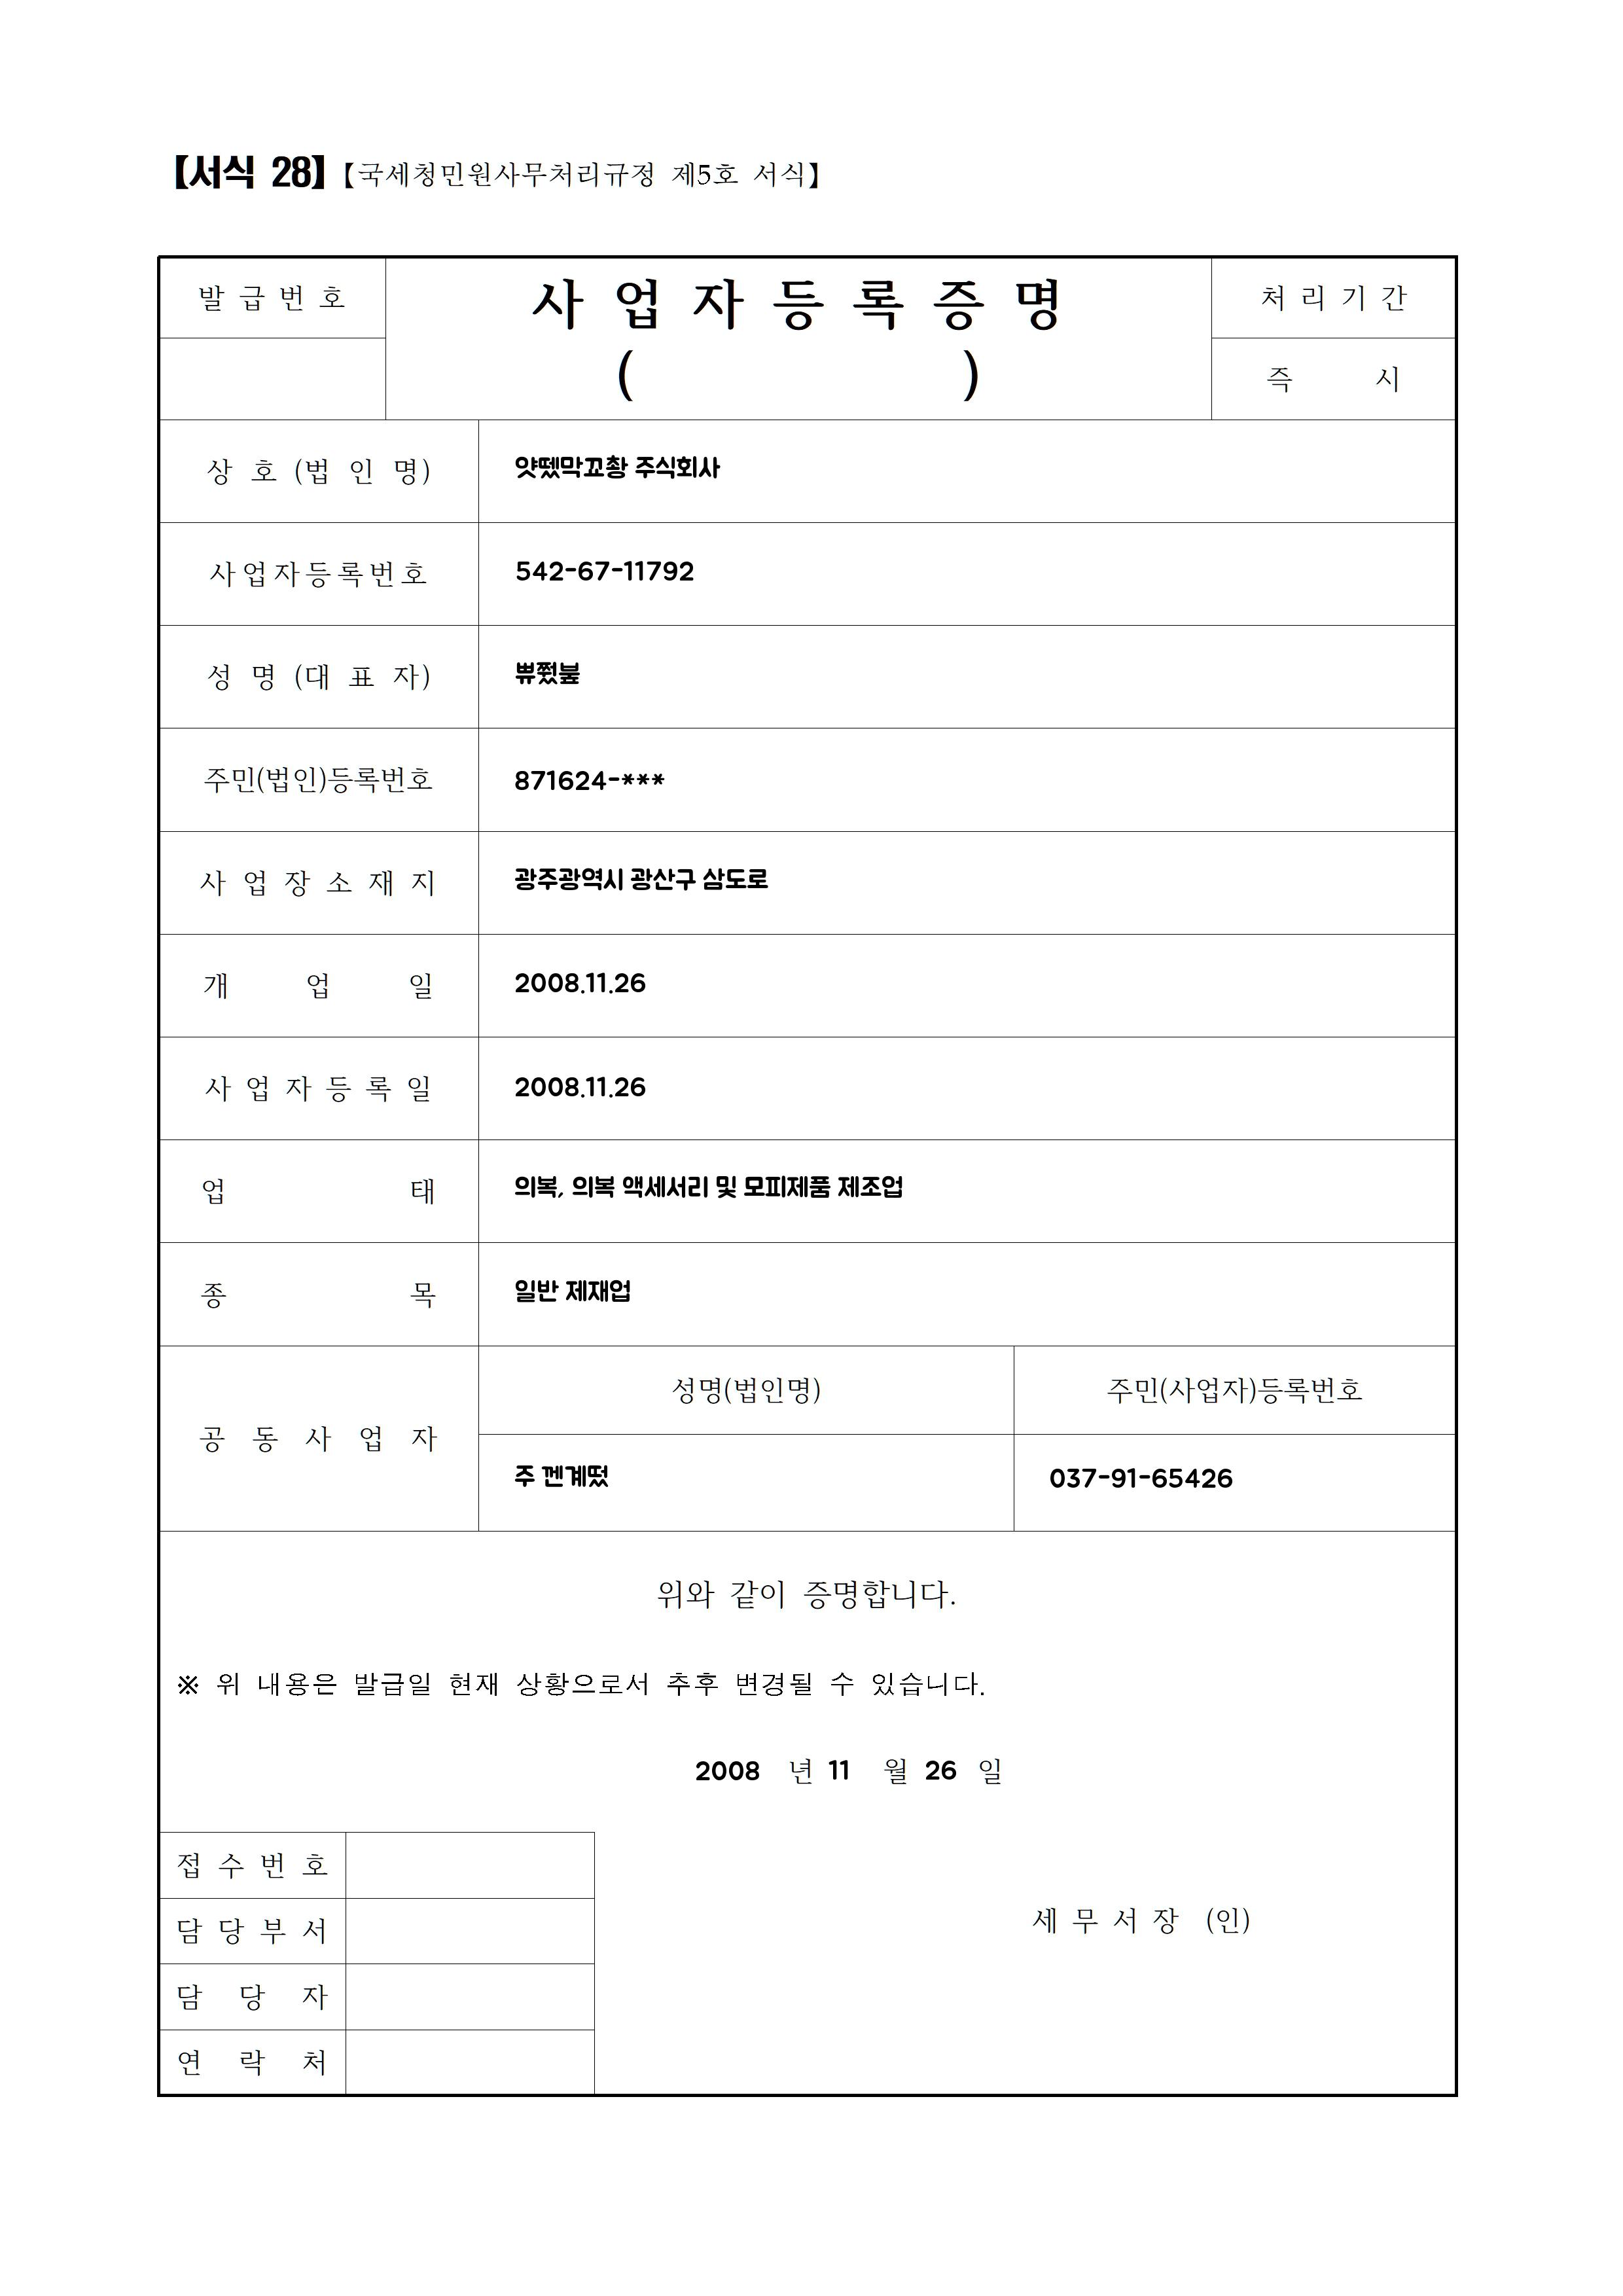 【서식 28】【국세청민원사무처리규정 제5호 서식】
발급번호
사업자등록증명
( )
처리기간
즉 시
상호(법인명) 얏뗐막꾜촹 주식회사
사업자등록번호 542-67-11792
성명(대표자)
주민(법인)등록번호 871624-***
사업장소재지 광주광역시 광산구 삼도로
개업일 2008.11.26
사업자등록일 2008.11.26
업태 의복, 의복 액세서리 및 모피제품 제조업
종목 일반 제재업
공동사업자
성명(법인명) 주민(사업자)등록번호
주 껜계떴 037-91-65426
위와 같이 증명합니다.
※ 위 내용은 발급일 현재 상황으로서 추후 변경될 수 있습니다.
2008 년 11 월 26 일
접수번호
담당부서
세무서장 (인)
담당자
연락처